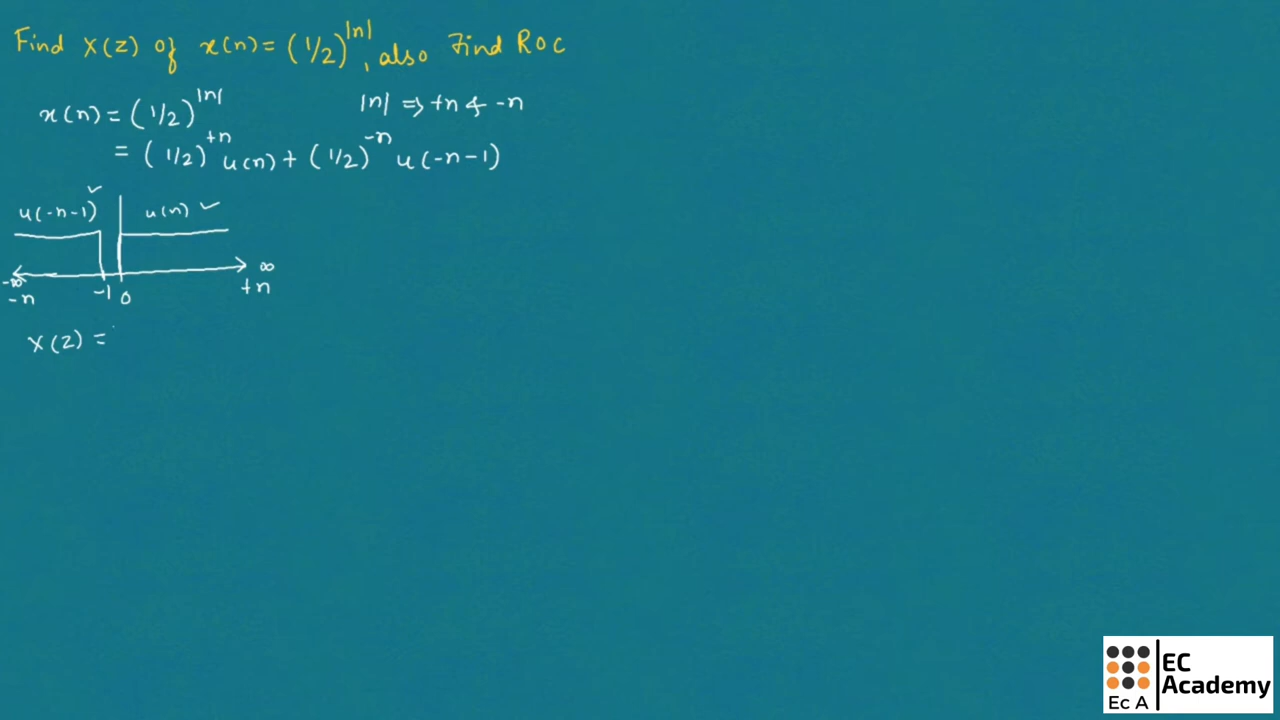 Find X(z) of x(n) = (1/2)^|n|, also Find ROC
x(n) = (1/2)^|n|
|n| ⇒ +n & -n
= (1/2)^+n u(n) + (1/2)^-n u(-n-1)
u(-n-1) ✓ u(n) ✓
-∞ ∞
-n -1 0 +n
X(z) =
EC
Academy
Ec A